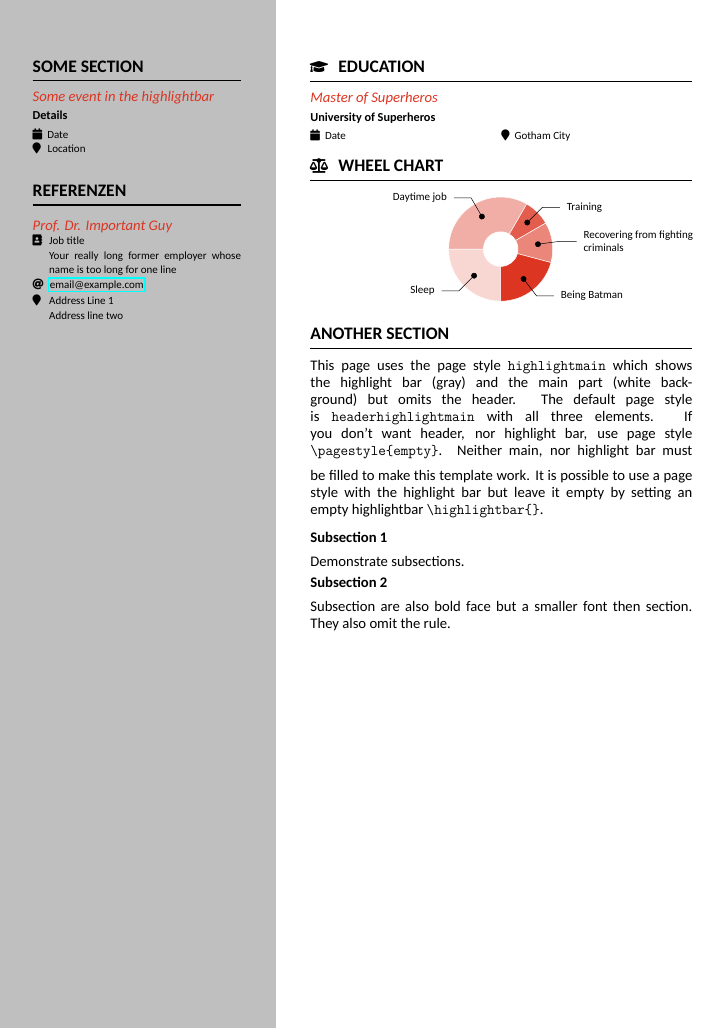 SOME SECTION
Some event in the highlightbar
Details
Date
Location
REFERENZEN
Prof. Dr. Important Guy
Job title
Your really long former employer whose
name is too long for one line
email@example.com
Address Line 1
Address line two
EDUCATION
Master of Superheros
University of Superheros
Date
Gotham City
WHEEL CHART
Daytime job
Training
Recovering from fighting
criminals
Sleep
Being Batman
ANOTHER SECTION
This page uses the page style highlightmain which shows
the highlight bar (gray) and the main part (white back-
ground) but omits the header. The default page style
is headerhighlightmain with all three elements. If
you don't want header, nor highlight bar, use page style
\pagestyle{empty}. Neither main, nor highlight bar must
be filled to make this template work. It is possible to use a page
style with the highlight bar but leave it empty by setting an
empty highlightbar \highlightbar{}.
Subsection 1
Demonstrate subsections.
Subsection 2
Subsection are also bold face but a smaller font then section.
They also omit the rule.